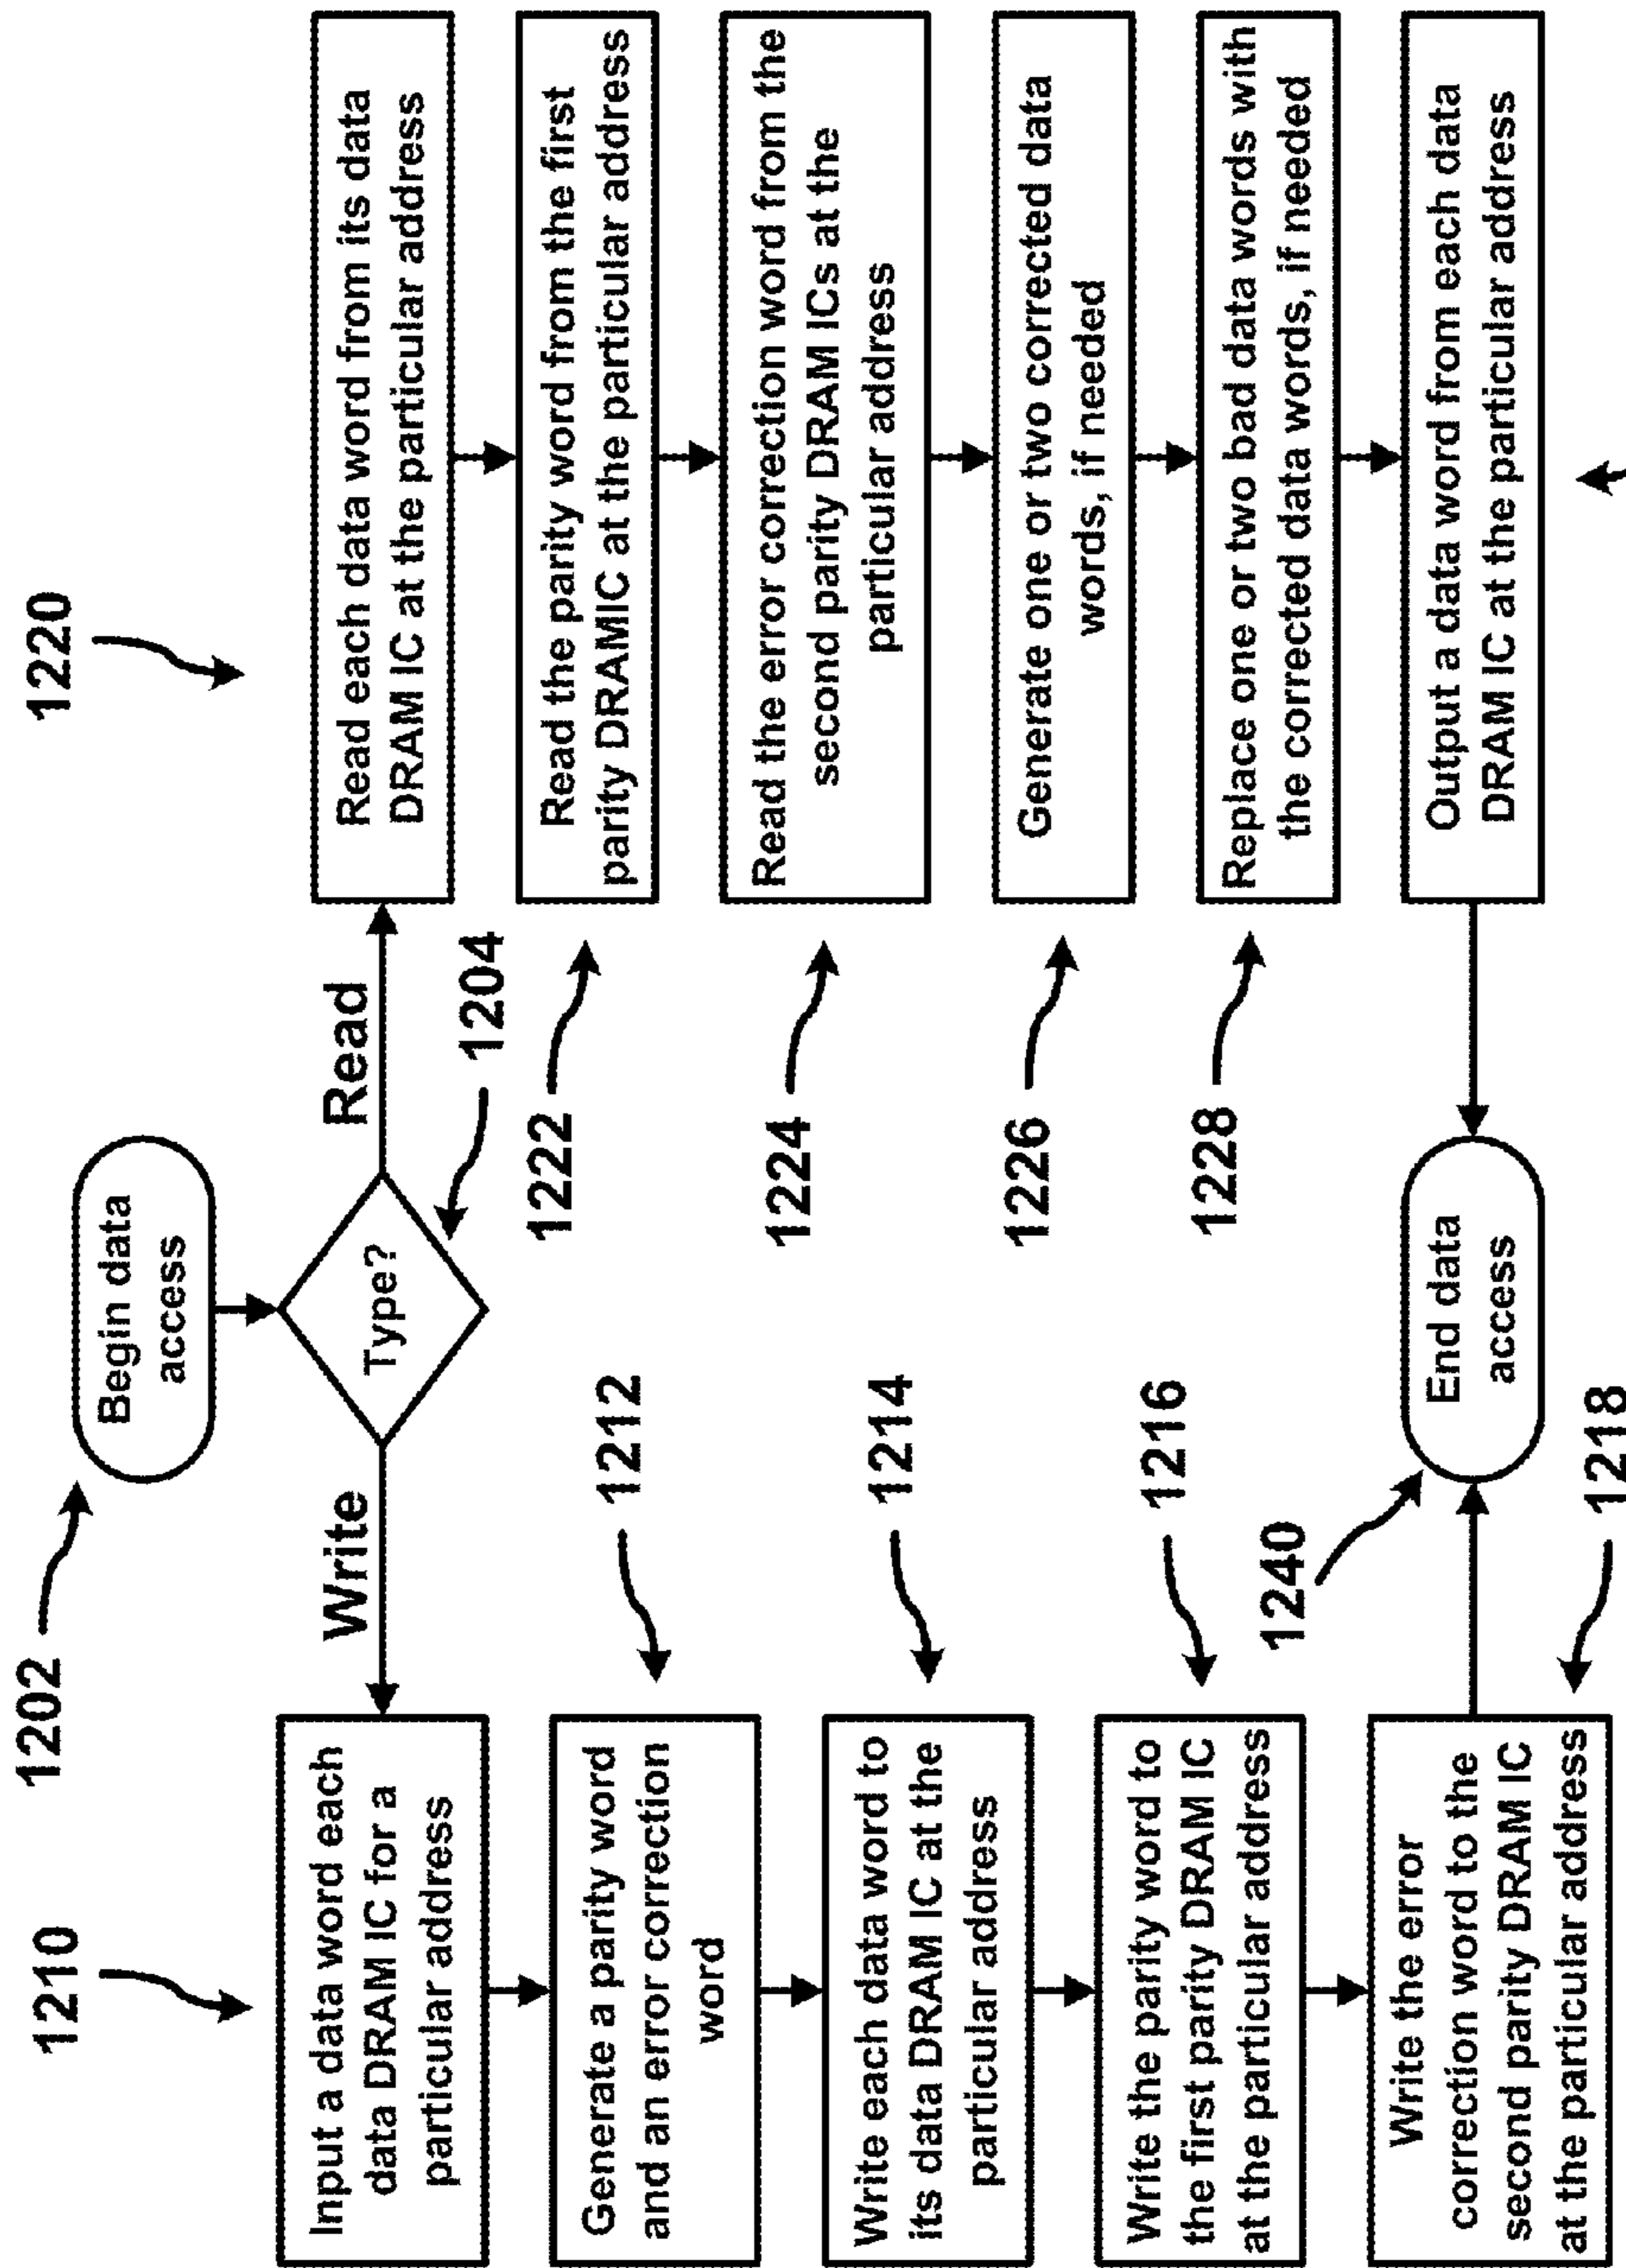 1202
Begin data
access
Type?
1204
Write
Read
1210
Input a data word each
data DRAM IC for a
particular address
1212
Generate a parity word
and an error correction
word
1214
Write each data word to
its data DRAM IC at the
particular address
1216
Write the parity word to
the first parity DRAM IC
at the particular address
1218
Write the error
correction word to the
second parity DRAM IC
at the particular address
1220
Read each data word from its data
DRAM IC at the particular address
1222
Read the parity word from the first
parity DRAMIC at the particular address
1224
Read the error correction word from the
second parity DRAM ICs at the
particular address
1226
Generate one or two corrected data
words, if needed
1228
Replace one or two bad data words with
the corrected data words, if needed
Output a data word from each data
DRAM IC at the particular address
1240
End data
access